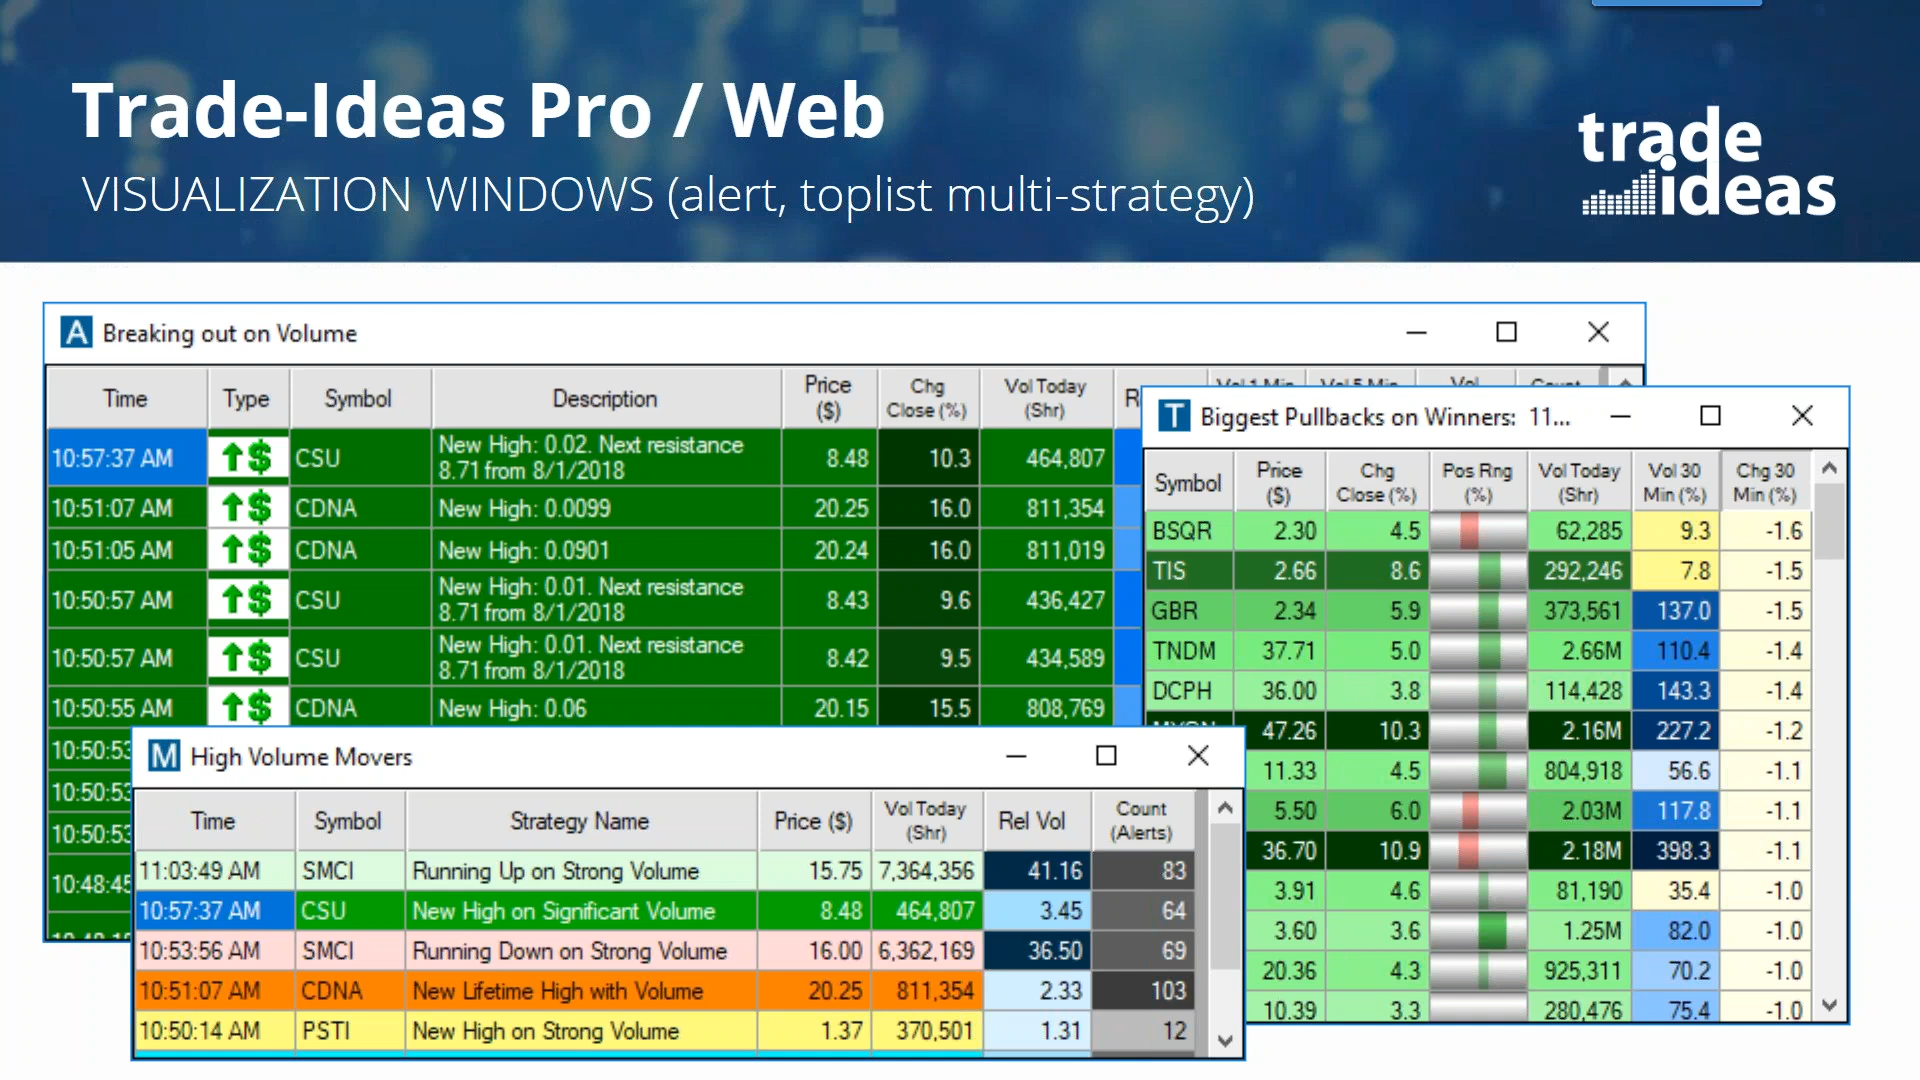 Trade-Ideas Pro / Web
VISUALIZATION WINDOWS (alert, toplist multi-strategy)
trade
ideas
A Breaking out on Volume
Time Type Symbol Description Price ($) Chg Close (%) Vol Today (Shr)
10:57:37 AM $ CSU New High: 0.02. Next resistance 8.71 from 8/1/2018 8.48 10.3 464,807
10:51:07 AM $ CDNA New High: 0.0099 20.25 16.0 811,354
10:51:05 AM $ CDNA New High: 0.0901 20.24 16.0 811,019
10:50:57 AM $ CSU New High: 0.01. Next resistance 8.71 from 8/1/2018 8.43 9.6 436,427
10:50:57 AM $ CSU New High: 0.01. Next resistance 8.71 from 8/1/2018 8.42 9.5 434,589
10:50:55 AM $ CDNA New High: 0.06 20.15 15.5 808,769
10:50:53
10:50:53
10:50:53
10:48:45
T Biggest Pullbacks on Winners: 11...
Symbol Price ($) Chg Close (%) Pos Rng (%) Vol Today (Shr) Vol 30 Min (%) Chg 30 Min (%)
BSQR 2.30 4.5 62,285 9.3 -1.6
TIS 2.66 8.6 292,246 7.8 -1.5
GBR 2.34 5.9 373,561 137.0 -1.5
TNDM 37.71 5.0 2.66M 110.4 -1.4
DCPH 36.00 3.8 114,428 143.3 -1.4
47.26 10.3 2.16M 227.2 -1.2
11.33 4.5 804,918 56.6 -1.1
5.50 6.0 2.03M 117.8 -1.1
36.70 10.9 2.18M 398.3 -1.1
3.91 4.6 81,190 35.4 -1.0
3.60 3.6 1.25M 82.0 -1.0
20.36 4.3 925,311 70.2 -1.0
10.39 3.3 280,476 75.4 -1.0
M High Volume Movers
Time Symbol Strategy Name Price ($) Vol Today (Shr) Rel Vol Count (Alerts)
11:03:49 AM SMCI Running Up on Strong Volume 15.75 7,364,356 41.16 83
10:57:37 AM CSU New High on Significant Volume 8.48 464,807 3.45 64
10:53:56 AM SMCI Running Down on Strong Volume 16.00 6,362,169 36.50 69
10:51:07 AM CDNA New Lifetime High with Volume 20.25 811,354 2.33 103
10:50:14 AM PSTI New High on Strong Volume 1.37 370,501 1.31 12